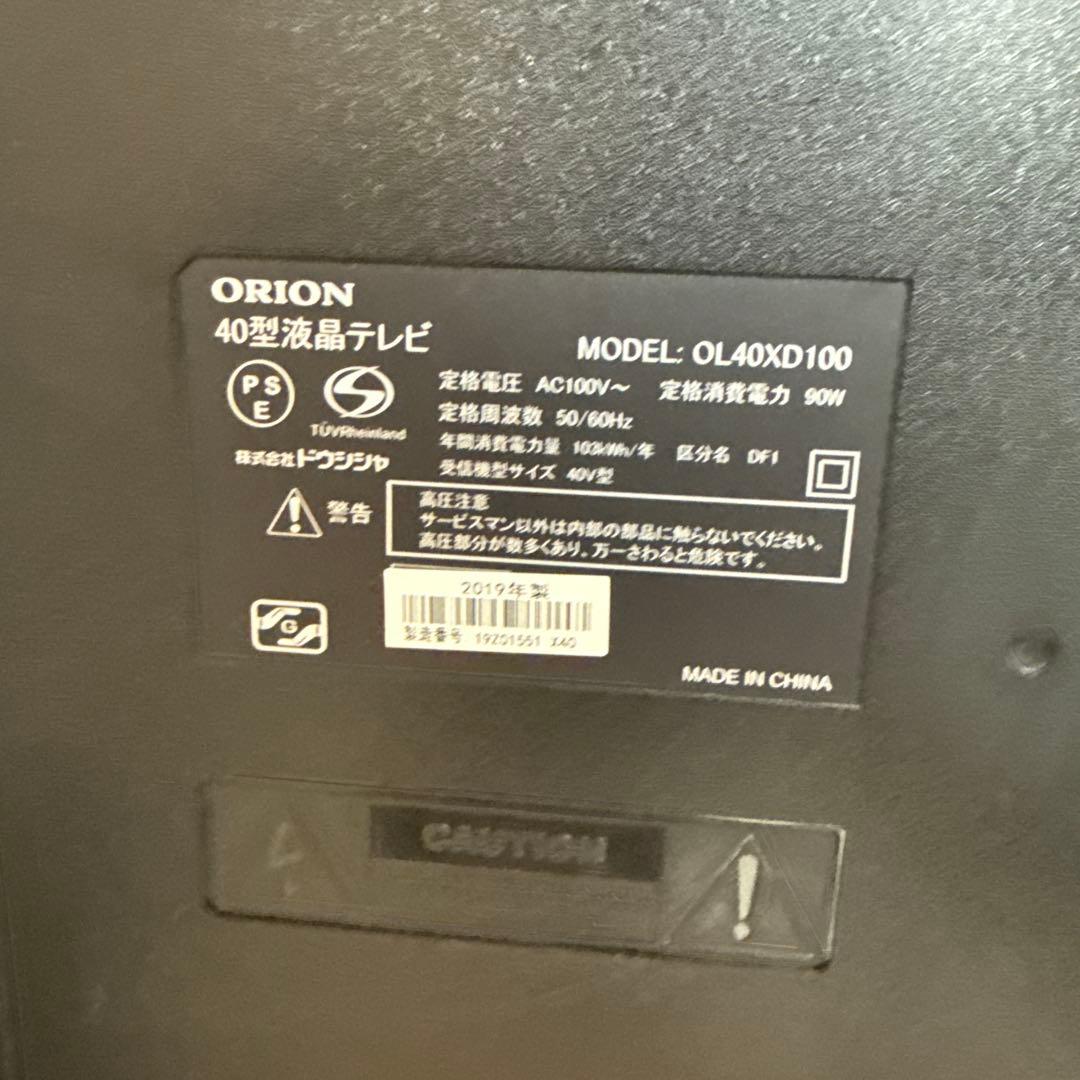 ORION
40型液晶テレビ
MODEL: OL40XD100
PSE
TÜVRheinland
定格電圧 AC100V～ 定格消費電力 90W
定格周波数 50/60Hz
年間消費電力量 103kWh/年 区分名 DF1
受信機型サイズ 40V型
株式会社ドウシシャ
警告
高圧注意
サービスマン以外は内部の部品に触らないでください。
高圧部分が数多くあり、万一さわると危険です。
G
2019年製
製造番号 19Z01551 X40
MADE IN CHINA
CAUTION